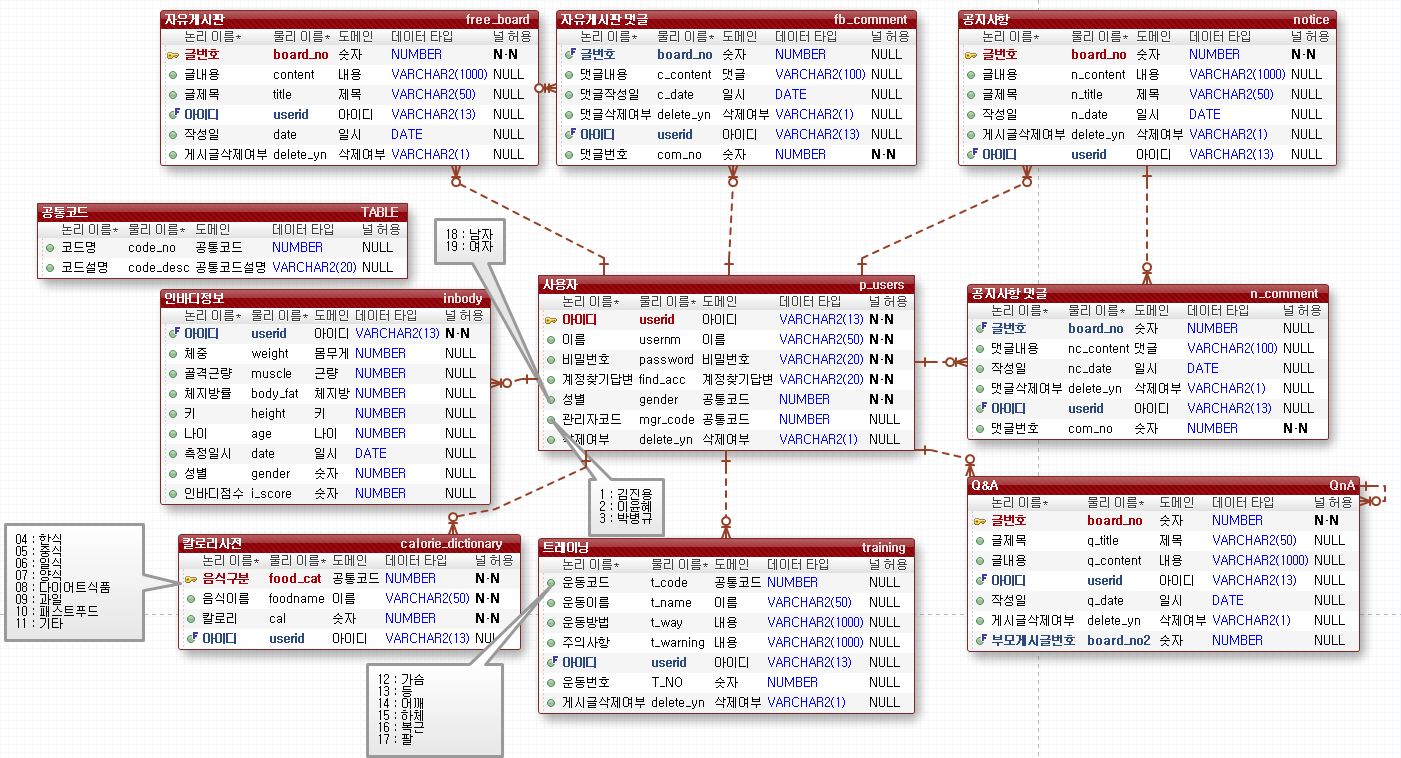 자유게시판 free_board
논리 이름* 물리 이름* 도메인 데이터 타입 널 허용
글번호 board_no 숫자 NUMBER N·N
글내용 content 내용 VARCHAR2(1000) NULL
글제목 title 제목 VARCHAR2(50) NULL
아이디 userid 아이디 VARCHAR2(13) NULL
작성일 date 일시 DATE NULL
게시글삭제여부 delete_yn 삭제여부 VARCHAR2(1) NULL
자유게시판 댓글 fb_comment
논리 이름* 물리 이름* 도메인 데이터 타입 널 허용
글번호 board_no 숫자 NUMBER NULL
댓글내용 c_content 댓글 VARCHAR2(100) NULL
댓글작성일 c_date 일시 DATE NULL
댓글삭제여부 delete_yn 삭제여부 VARCHAR2(1) NULL
아이디 userid 아이디 VARCHAR2(13) NULL
댓글번호 com_no 숫자 NUMBER N·N
공지사항 notice
논리 이름* 물리 이름* 도메인 데이터 타입 널 허용
글번호 board_no 숫자 NUMBER N·N
글내용 n_content 내용 VARCHAR2(1000) NULL
글제목 n_title 제목 VARCHAR2(50) NULL
작성일 n_date 일시 DATE NULL
게시글삭제여부 delete_yn 삭제여부 VARCHAR2(1) NULL
아이디 userid 아이디 VARCHAR2(13) NULL
공통코드 TABLE
논리 이름* 물리 이름* 도메인 데이터 타입 널 허용
코드명 code_no 공통코드 NUMBER NULL
코드설명 code_desc 공통코드설명 VARCHAR2(20) NULL
18 : 남자
19 : 여자
인바디정보 inbody
논리 이름* 물리 이름* 도메인 데이터 타입 널 허용
아이디 userid 아이디 VARCHAR2(13) N·N
체중 weight 몸무게 NUMBER NULL
골격근량 muscle 근량 NUMBER NULL
체지방률 body_fat 체지방 NUMBER NULL
키 height 키 NUMBER NULL
나이 age 나이 NUMBER NULL
측정일시 date 일시 DATE NULL
성별 gender 숫자 NUMBER NULL
인바디점수 i_score 숫자 NUMBER NULL
사용자 p_users
논리 이름* 물리 이름* 도메인 데이터 타입 널 허용
아이디 userid 아이디 VARCHAR2(13) N·N
이름 usernm 이름 VARCHAR2(50) N·N
비밀번호 password 비밀번호 VARCHAR2(20) N·N
계정찾기답변 find_acc 계정찾기답변 VARCHAR2(20) N·N
성별 gender 공통코드 NUMBER N·N
관리자코드 mgr_code 공통코드 NUMBER NULL
삭제여부 delete_yn 삭제여부 VARCHAR2(1) NULL
공지사항 댓글 n_comment
논리 이름* 물리 이름* 도메인 데이터 타입 널 허용
글번호 board_no 숫자 NUMBER NULL
댓글내용 nc_content 댓글 VARCHAR2(100) NULL
작성일 nc_date 일시 DATE NULL
댓글삭제여부 delete_yn 삭제여부 VARCHAR2(1) NULL
아이디 userid 아이디 VARCHAR2(13) NULL
댓글번호 com_no 숫자 NUMBER N·N
1 : 김진용
2 : 이윤혜
3 : 박병규
Q&A QnA
논리 이름* 물리 이름* 도메인 데이터 타입 널 허용
글번호 board_no 숫자 NUMBER N·N
글제목 q_title 제목 VARCHAR2(50) NULL
글내용 q_content 내용 VARCHAR2(1000) NULL
아이디 userid 아이디 VARCHAR2(13) NULL
작성일 q_date 일시 DATE NULL
게시글삭제여부 delete_yn 삭제여부 VARCHAR2(1) NULL
부모게시글번호 board_no2 숫자 NUMBER NULL
04 : 한식
05 : 중식
06 : 일식
07 : 양식
08 : 다이어트식품
09 : 과일
10 : 패스트푸드
11 : 기타
칼로리사전 calorie_dictionary
논리 이름* 물리 이름* 도메인 데이터 타입 널 허용
음식구분 food_cat 공통코드 NUMBER N·N
음식이름 foodname 이름 VARCHAR2(50) N·N
칼로리 cal 숫자 NUMBER N·N
아이디 userid 아이디 VARCHAR2(13) NULL
트레이닝 training
논리 이름* 물리 이름* 도메인 데이터 타입 널 허용
운동코드 t_code 공통코드 NUMBER NULL
운동이름 t_name 이름 VARCHAR2(50) NULL
운동방법 t_way 내용 VARCHAR2(1000) NULL
주의사항 t_warning 내용 VARCHAR2(1000) NULL
아이디 userid 아이디 VARCHAR2(13) NULL
운동번호 T_NO 숫자 NUMBER NULL
게시글삭제여부 delete_yn 삭제여부 VARCHAR2(1) NULL
12 : 가슴
13 : 등
14 : 어깨
15 : 하체
16 : 복근
17 : 팔